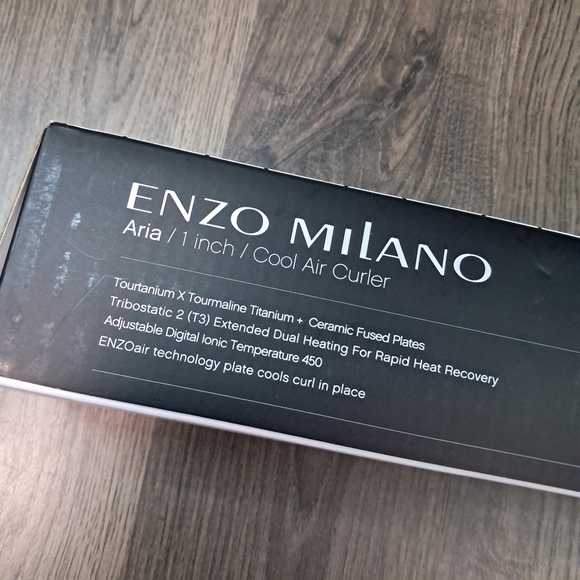 ENZO MILANO
Aria / 1 inch / Cool Air Curler
Tourtanium X Tourmaline Titanium + Ceramic Fused Plates
Tribostatic 2 (T3) Extended Dual Heating For Rapid Heat Recovery
Adjustable Digital Ionic Temperature 450
ENZOair technology plate cools curl in place